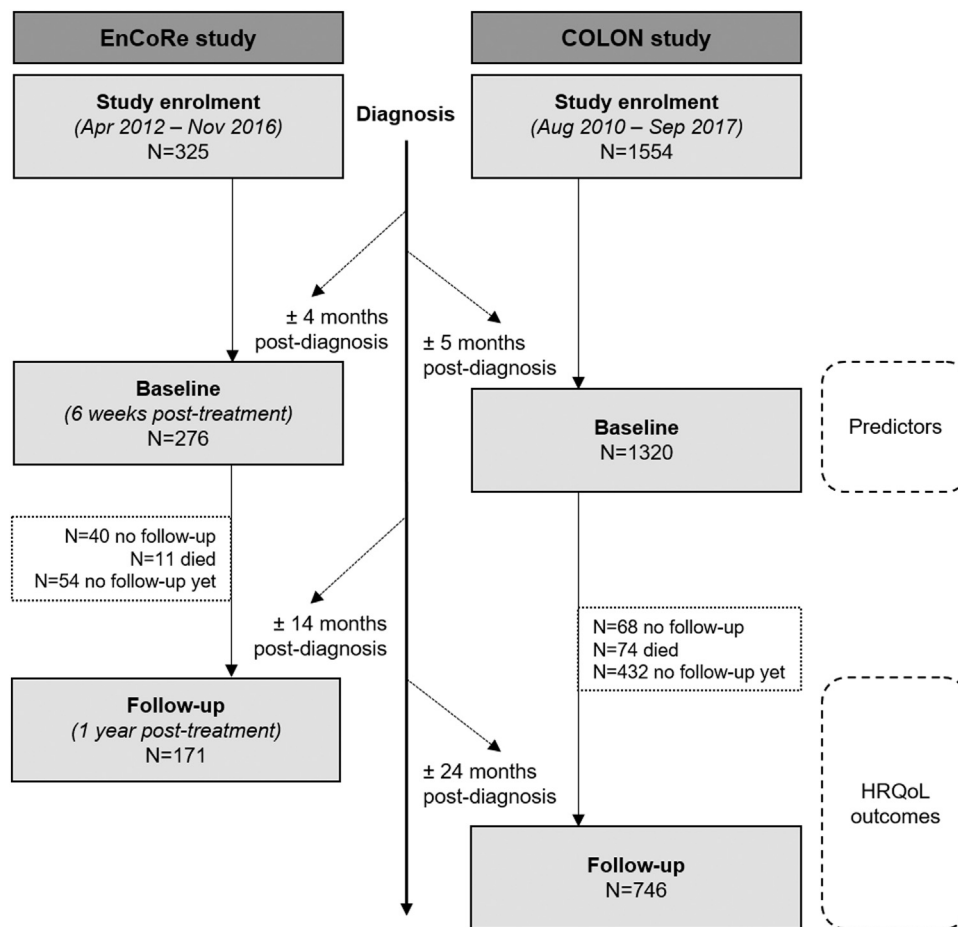 EnCoRe study
COLON study
Study enrolment
(Apr 2012 – Nov 2016)
N=325
Diagnosis
Study enrolment
(Aug 2010 – Sep 2017)
N=1554
± 4 months
post-diagnosis
± 5 months
post-diagnosis
Baseline
(6 weeks post-treatment)
N=276
Baseline
N=1320
Predictors
N=40 no follow-up
N=11 died
N=54 no follow-up yet
± 14 months
post-diagnosis
N=68 no follow-up
N=74 died
N=432 no follow-up yet
Follow-up
(1 year post-treatment)
N=171
± 24 months
post-diagnosis
HRQoL
outcomes
Follow-up
N=746